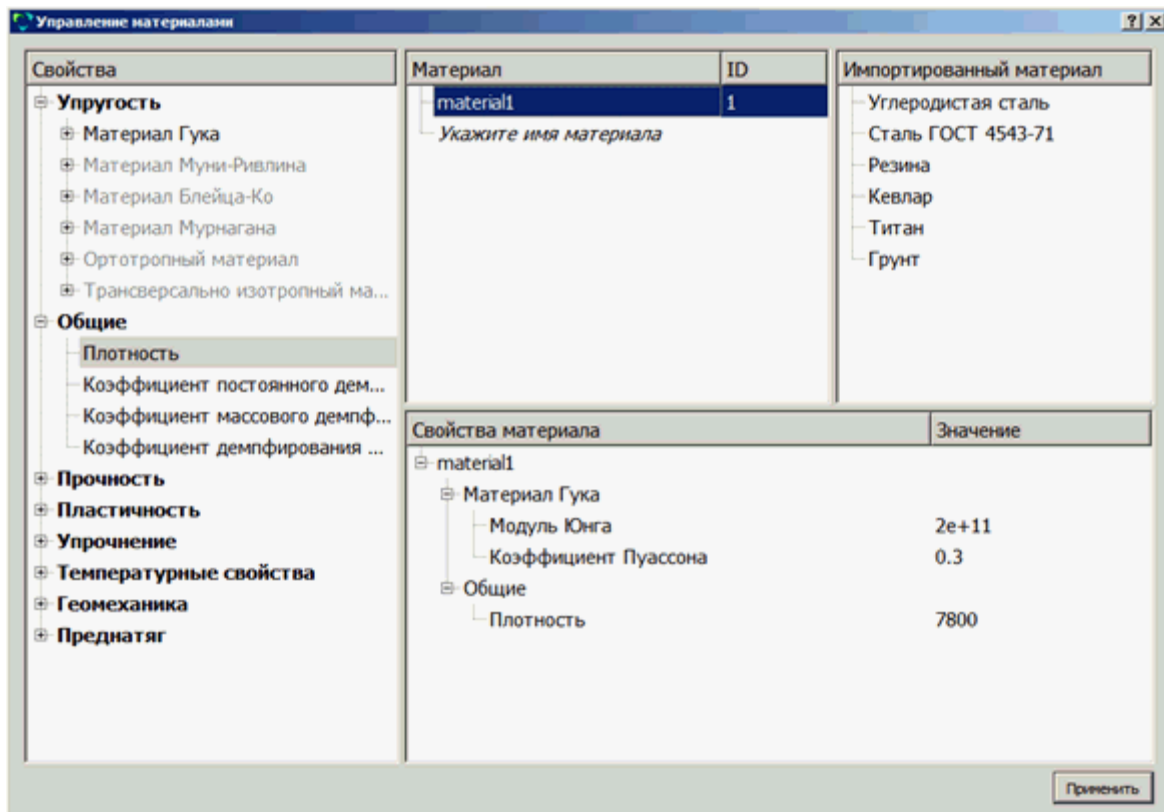 Управление материалами
Свойства
Упругость
Материал Гука
Материал Муни-Ривлина
Материал Блейца-Ко
Материал Мурнагана
Ортотропный материал
Трансверсально изотропный ма...
Общие
Плотность
Коэффициент постоянного дем...
Коэффициент массового демпф...
Коэффициент демпфирования ...
Прочность
Пластичность
Упрочнение
Температурные свойства
Геомеханика
Преднатяг
Материал ID
material1 1
Укажите имя материала
Импортированный материал
Углеродистая сталь
Сталь ГОСТ 4543-71
Резина
Кевлар
Титан
Грунт
Свойства материала Значение
material1
Материал Гука
Модуль Юнга 2e+11
Коэффициент Пуассона 0.3
Общие
Плотность 7800
Применить